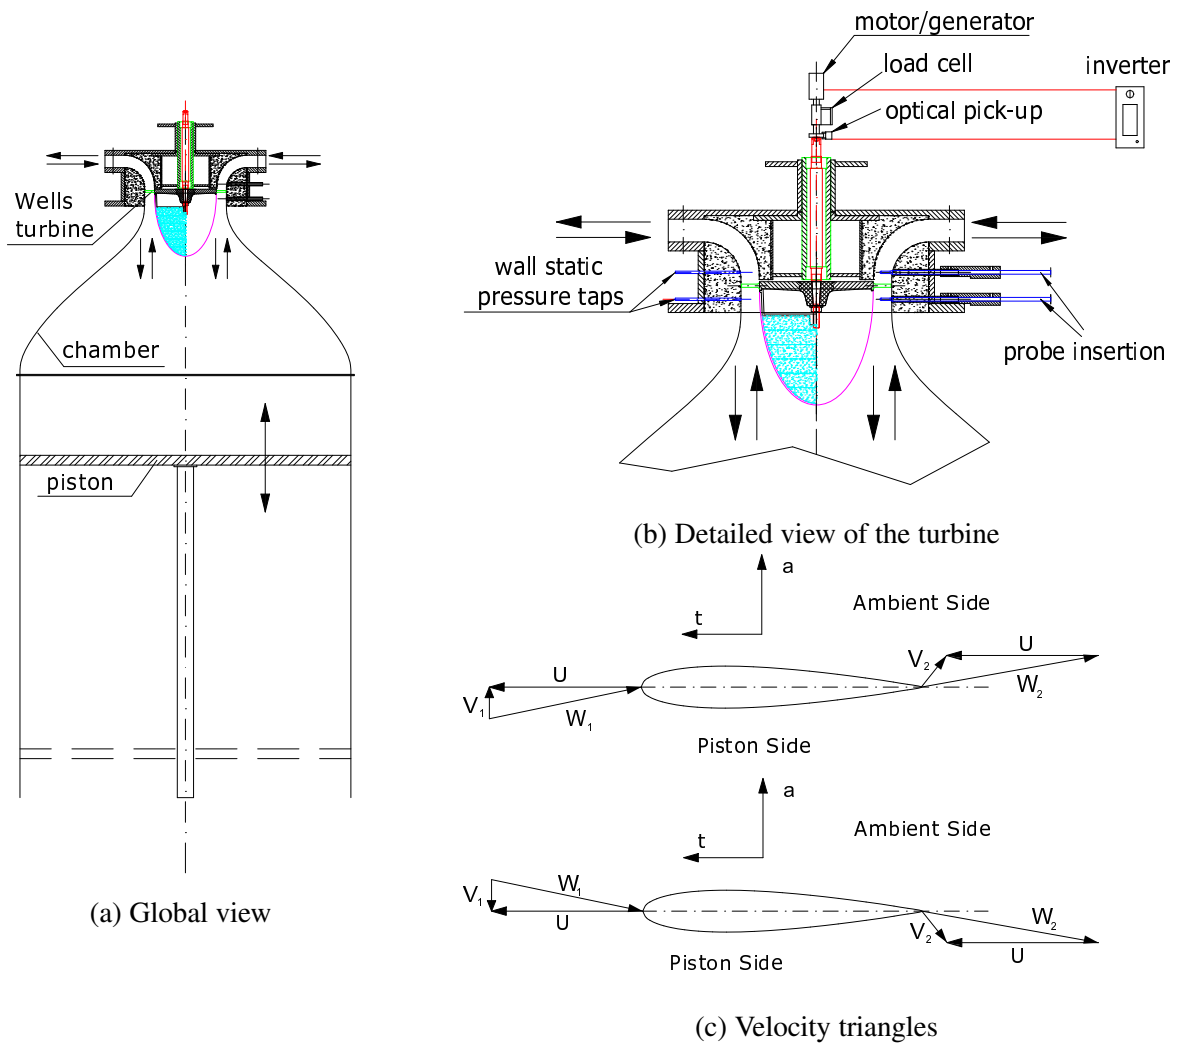 Wells
turbine
chamber
piston
(a) Global view
motor/generator
load cell
inverter
optical pick-up
wall static
pressure taps
probe insertion
(b) Detailed view of the turbine
a
Ambient Side
t
U
V1
W1
V2
U
W2
Piston Side
a
Ambient Side
t
V1
W1
U
V2
W2
U
Piston Side
(c) Velocity triangles